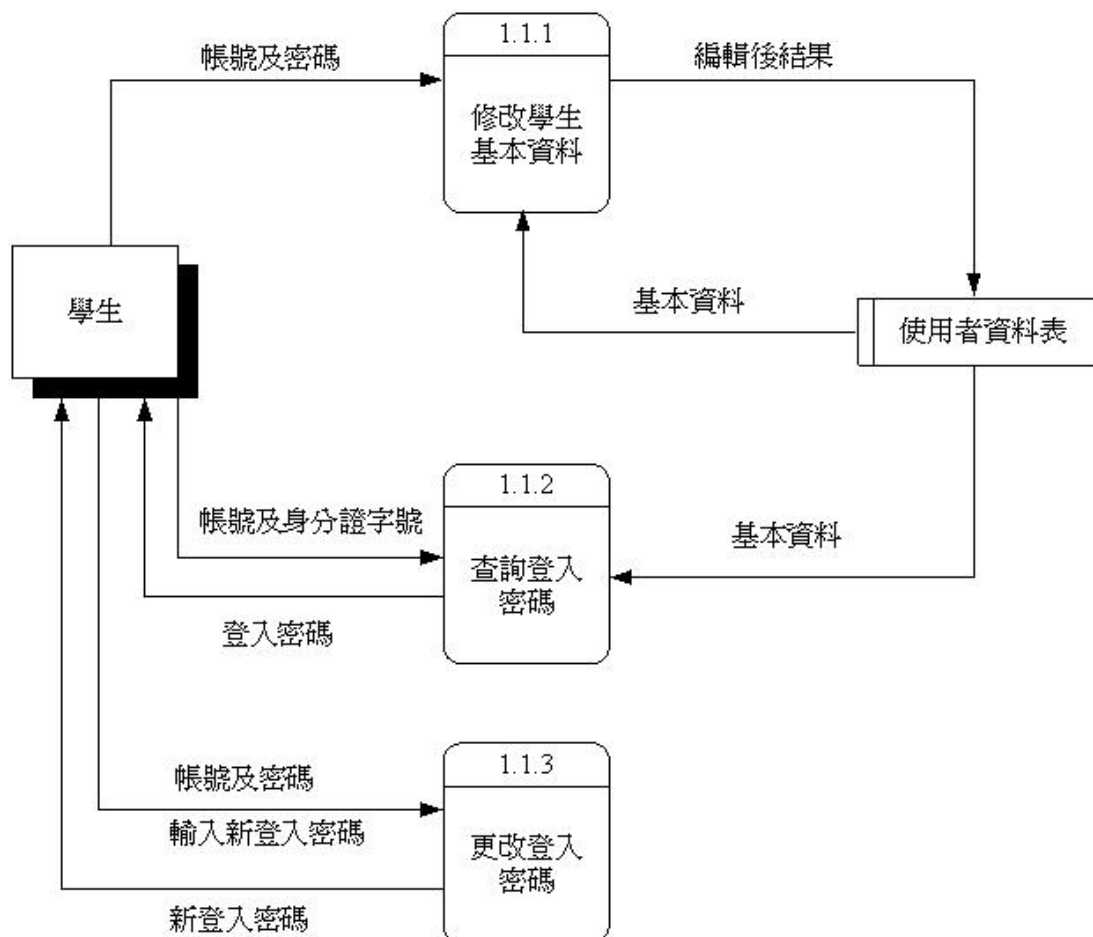 1.1.1
帳號及密碼
編輯後結果
修改學生
基本資料
學生
基本資料
使用者資料表
1.1.2
帳號及身分證字號
基本資料
查詢登入
密碼
登入密碼
1.1.3
帳號及密碼
輸入新登入密碼
更改登入
密碼
新登入密碼